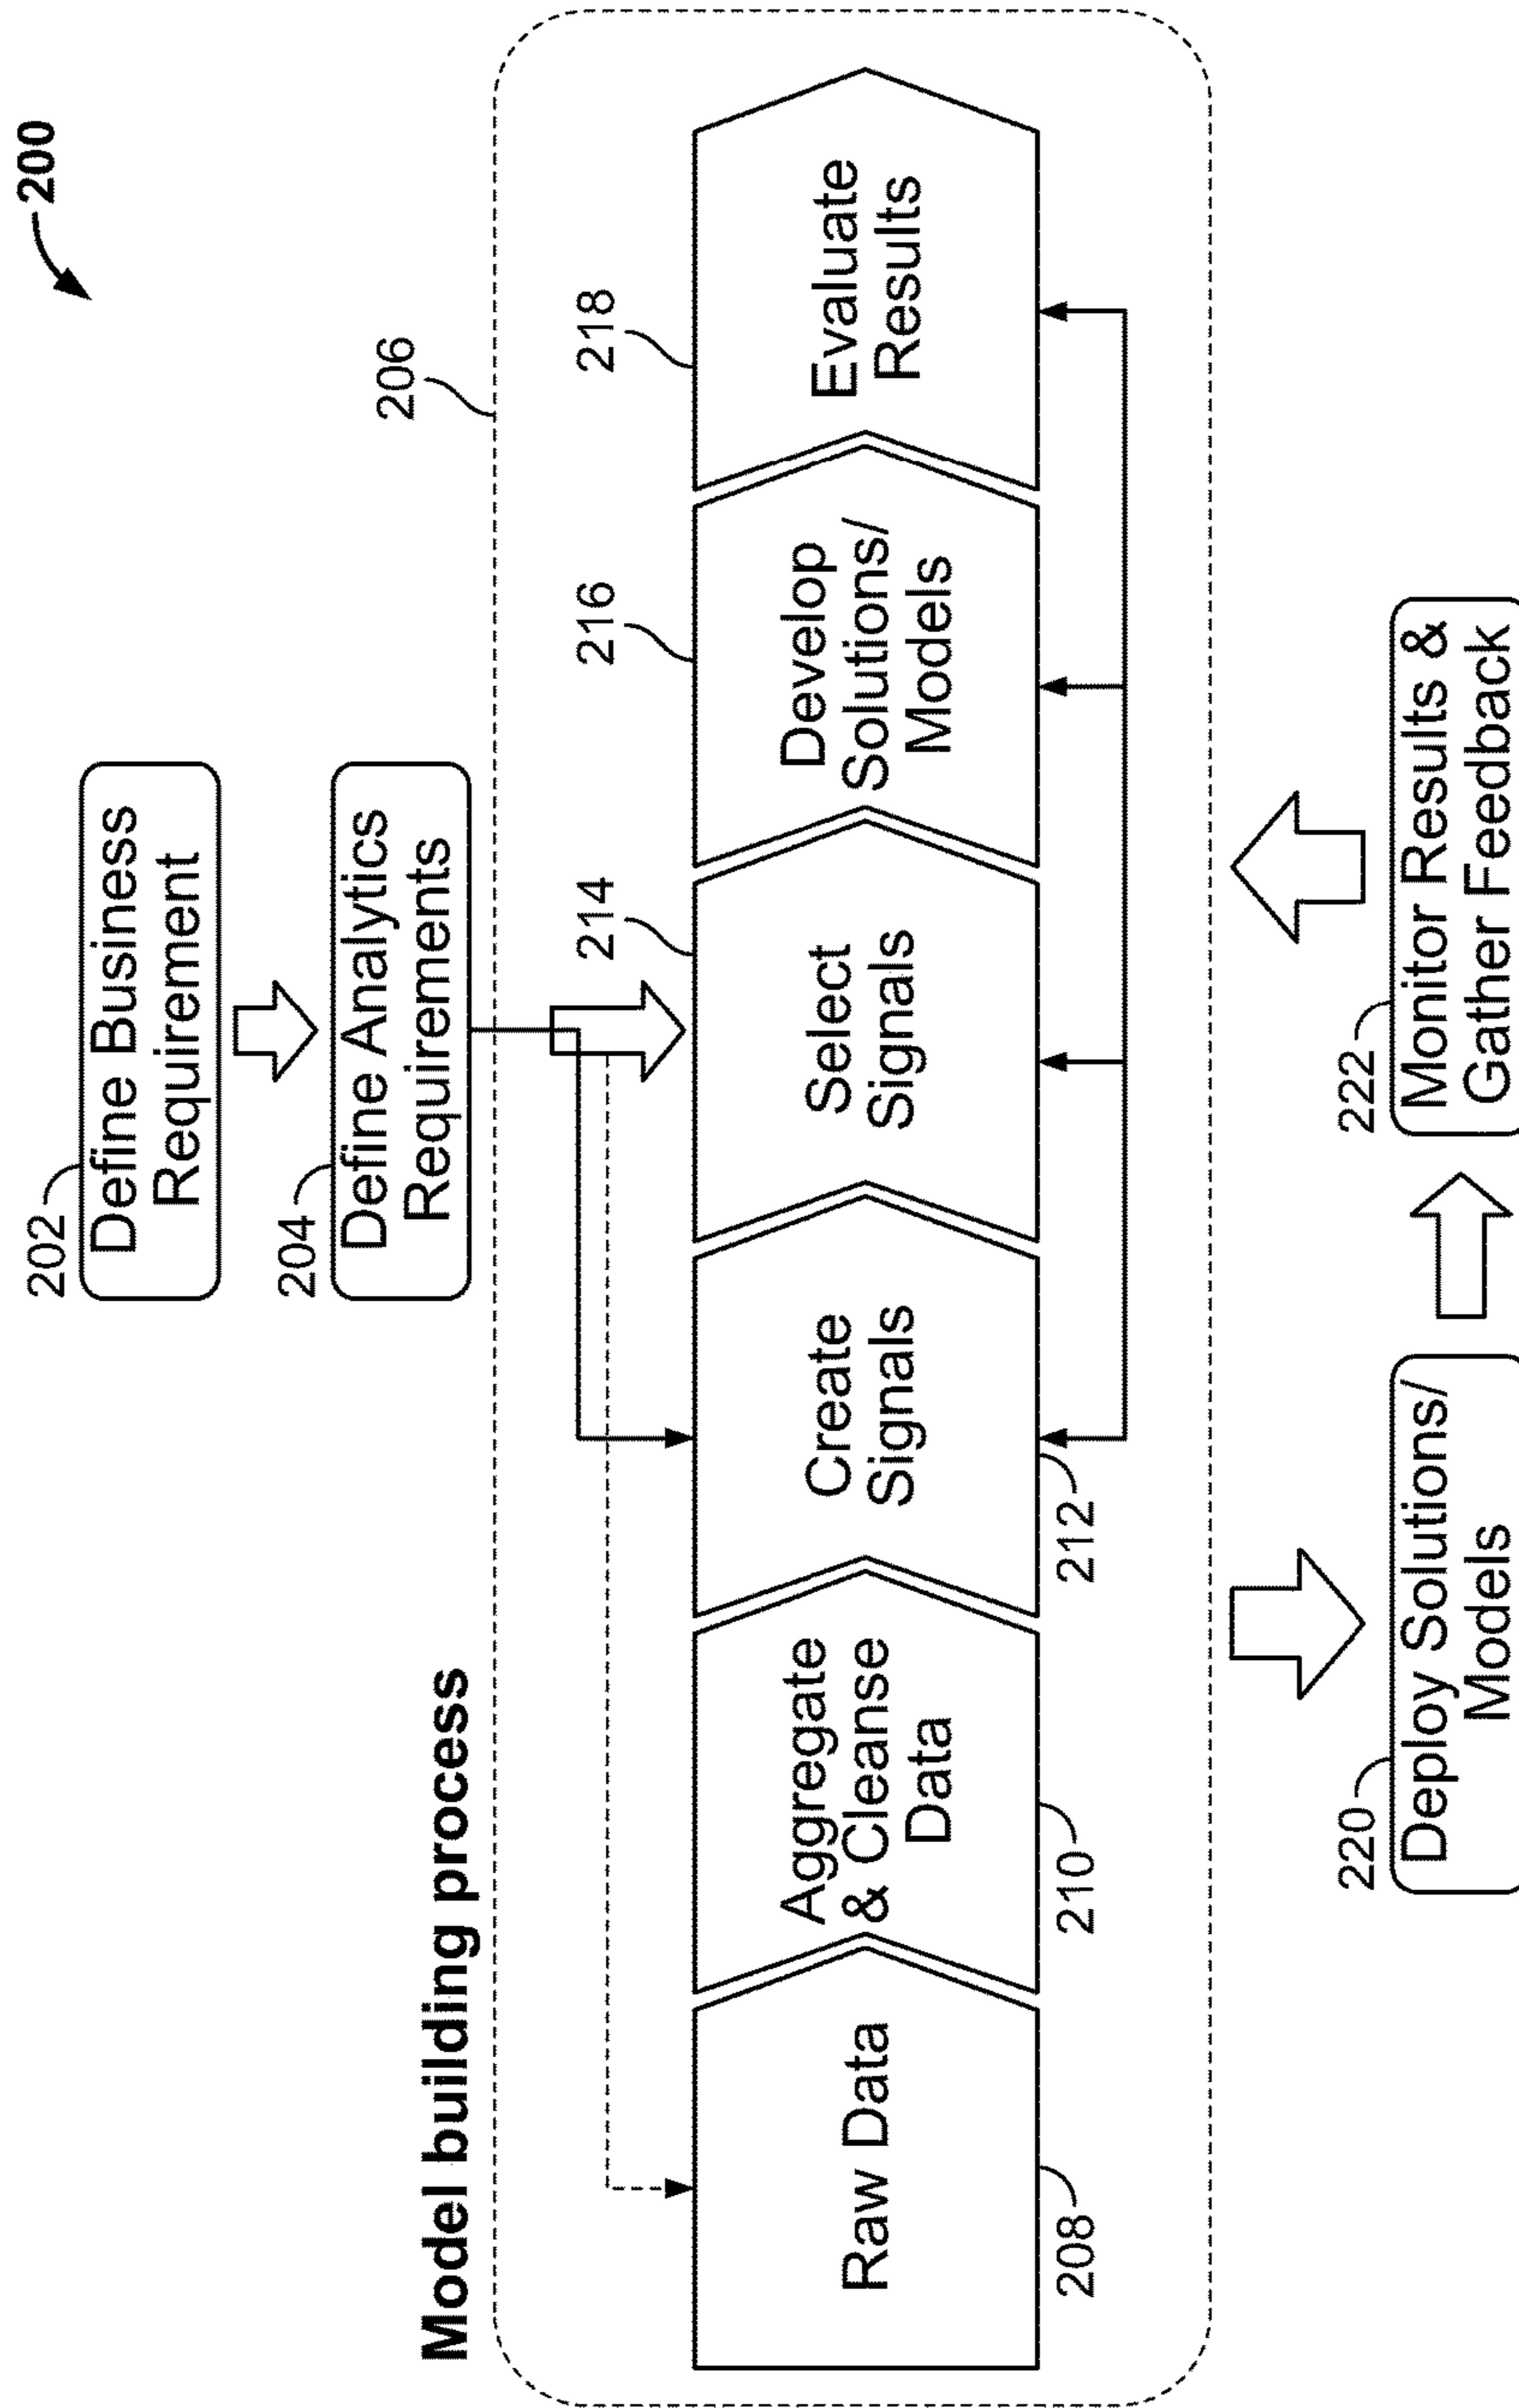 200
202
Define Business
Requirement
204
Define Analytics
Requirements
Model building process
206
214
216
218
Raw Data
Aggregate
& Cleanse
Data
Create
Signals
Select
Signals
Develop
Solutions/
Models
Evaluate
Results
208
210
212
220
Deploy Solutions/
Models
222
Monitor Results &
Gather Feedback